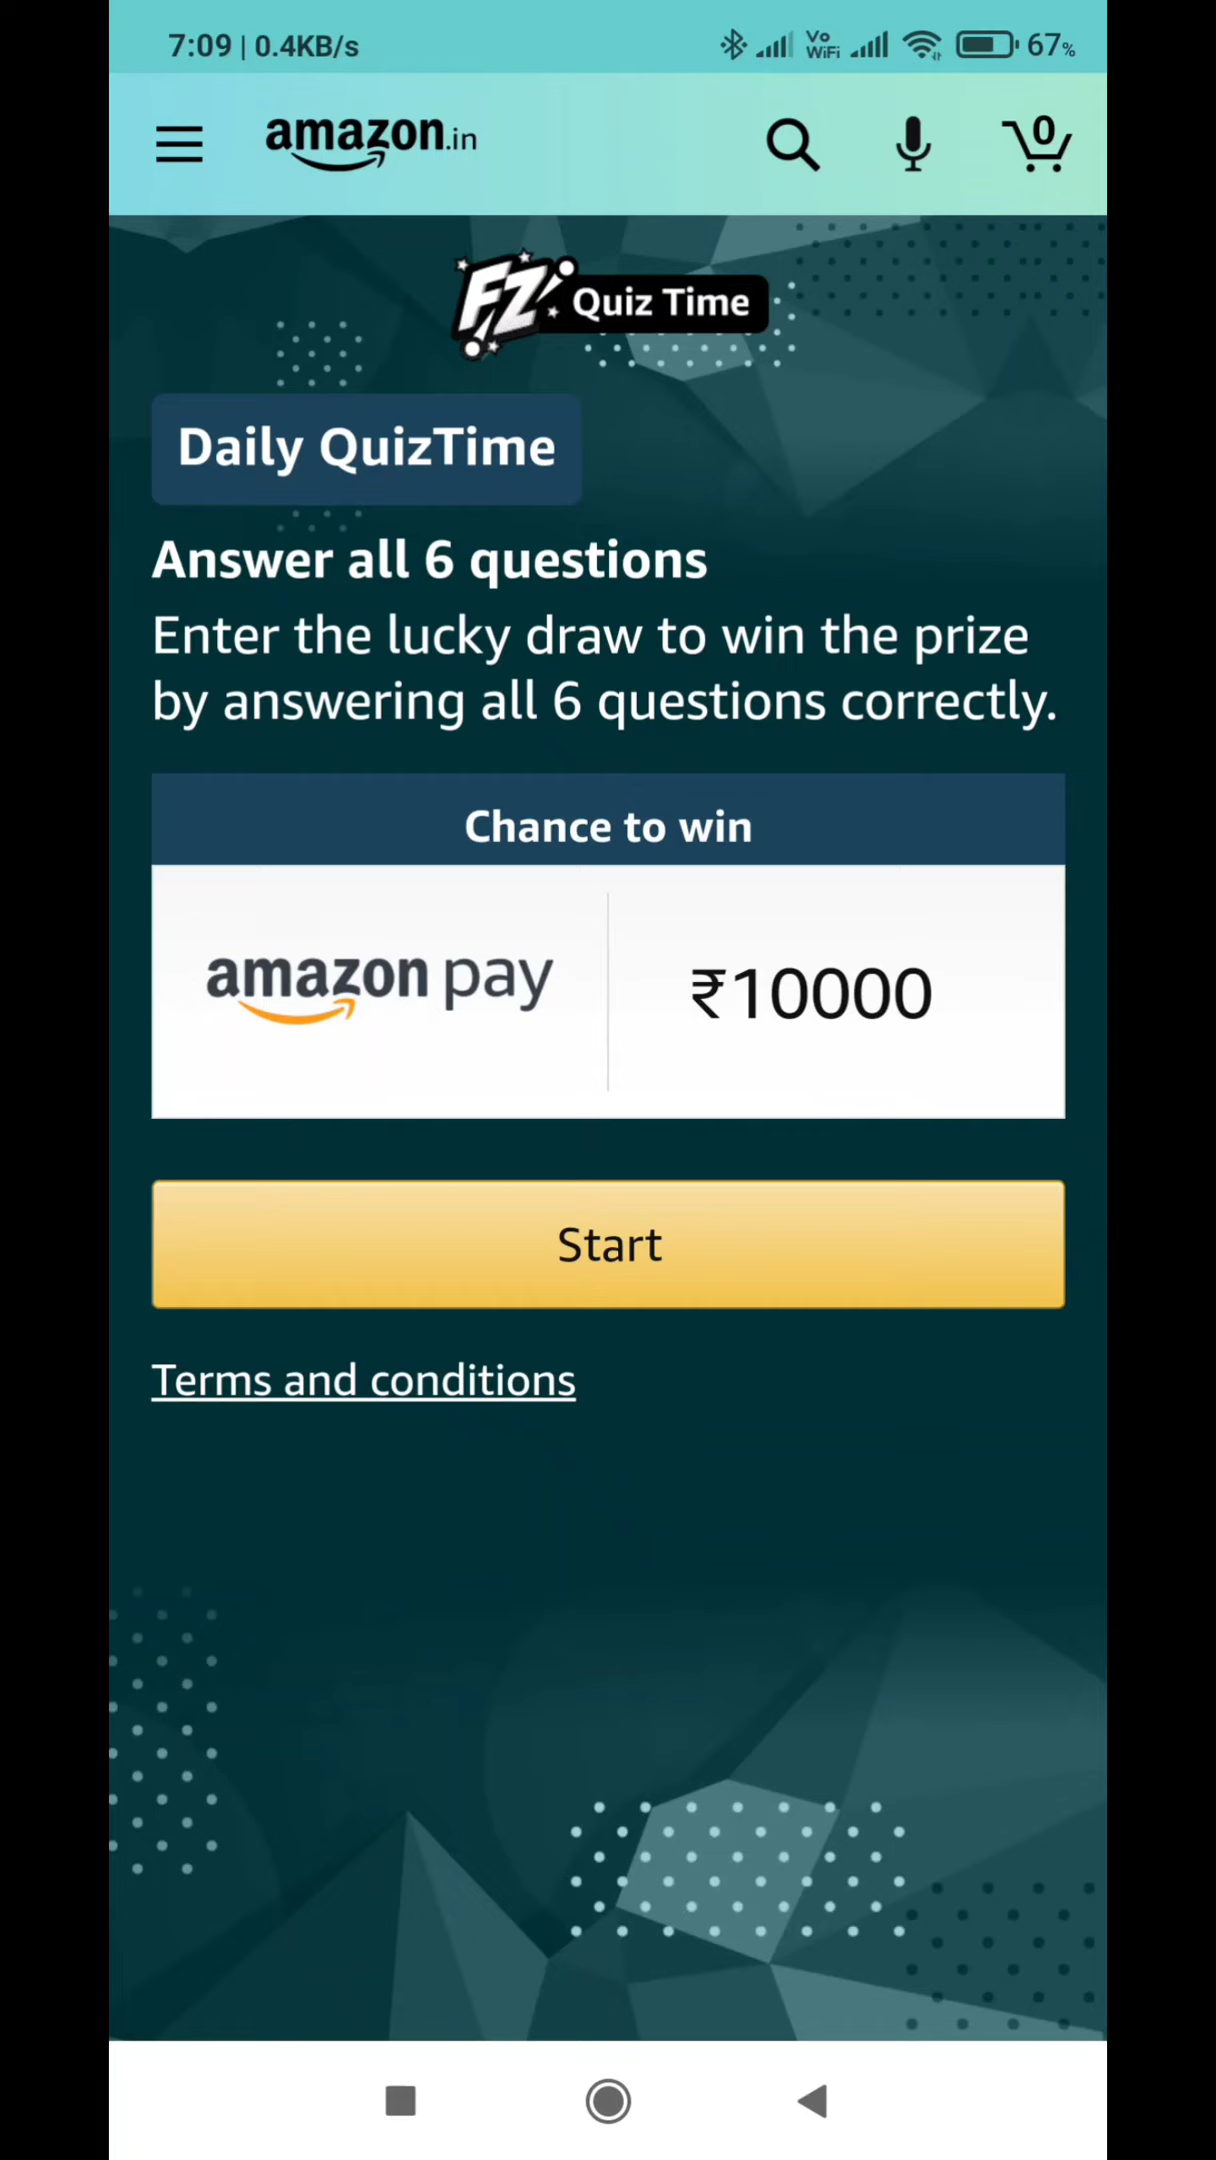 7:09 | 0.4KB/s Vo WiFi 67%
amazon.in 0
FZ Quiz Time
Daily QuizTime
Answer all 6 questions
Enter the lucky draw to win the prize
by answering all 6 questions correctly.
Chance to win
amazon pay ₹10000
Start
Terms and conditions